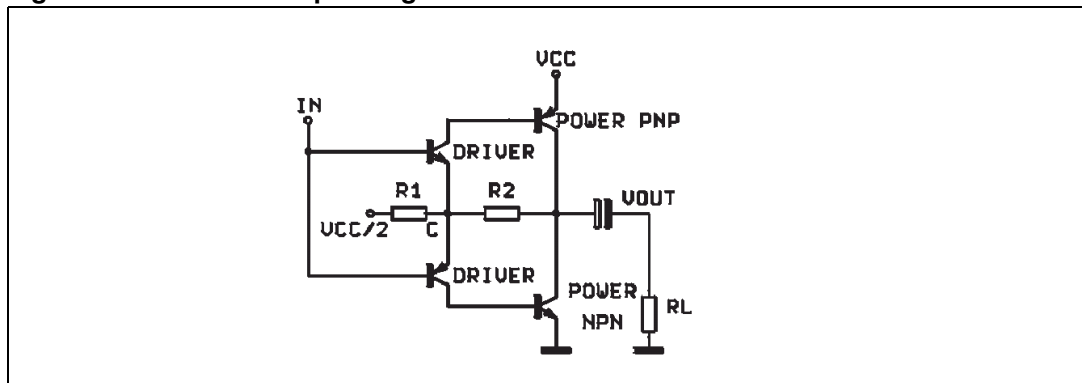 VCC
IN
POWER PNP
DRIVER
R1
R2
VOUT
VCC/2
C
DRIVER
POWER
NPN
RL